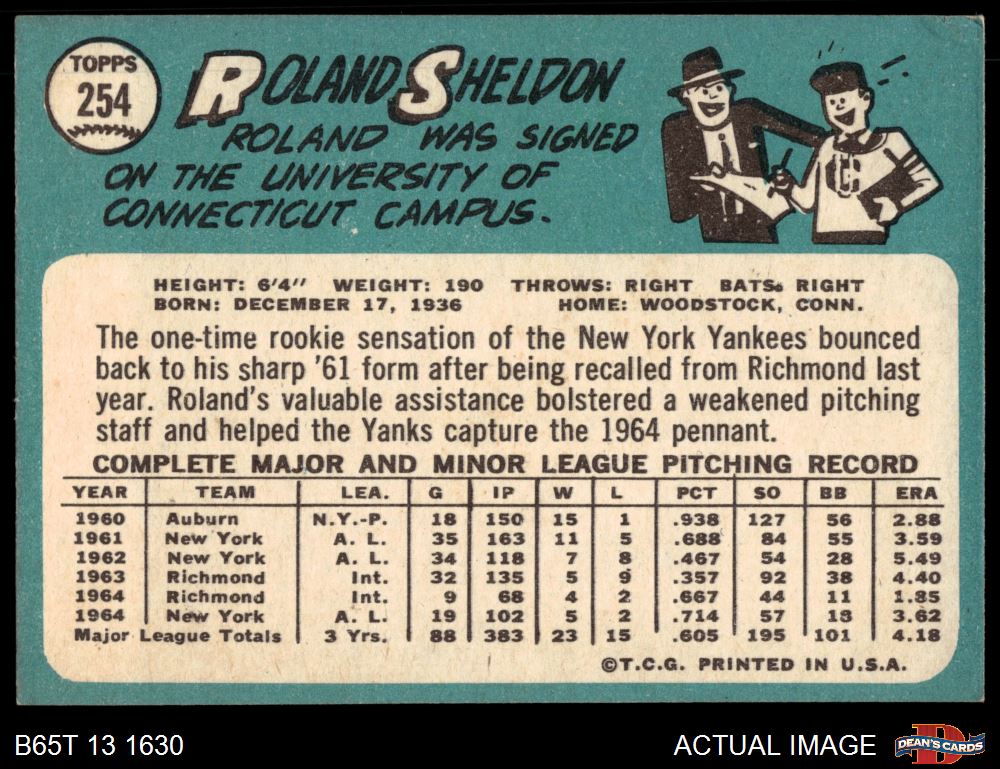 TOPPS
254
ROLAND SHELDON
ROLAND WAS SIGNED
ON THE UNIVERSITY OF
CONNECTICUT CAMPUS.
HEIGHT: 6'4" WEIGHT: 190 THROWS: RIGHT BATS: RIGHT
BORN: DECEMBER 17, 1936 HOME: WOODSTOCK, CONN.
The one-time rookie sensation of the New York Yankees bounced
back to his sharp '61 form after being recalled from Richmond last
year. Roland's valuable assistance bolstered a weakened pitching
staff and helped the Yanks capture the 1964 pennant.
COMPLETE MAJOR AND MINOR LEAGUE PITCHING RECORD
YEAR TEAM LEA. G IP W L PCT SO BB ERA
1960 Auburn N.Y.-P. 18 150 15 1 .938 127 56 2.88
1961 New York A. L. 35 163 11 5 .688 84 55 3.59
1962 New York A. L. 34 118 7 8 .467 54 28 5.49
1963 Richmond Int. 32 135 5 9 .357 92 38 4.40
1964 Richmond Int. 9 68 4 2 .667 44 11 1.85
1964 New York A. L. 19 102 5 2 .714 57 18 3.62
Major League Totals 3 Yrs. 88 383 23 15 .605 195 101 4.18
©T.C.G. PRINTED IN U.S.A.
B65T 13 1630 ACTUAL IMAGE DEAN'S CARDS